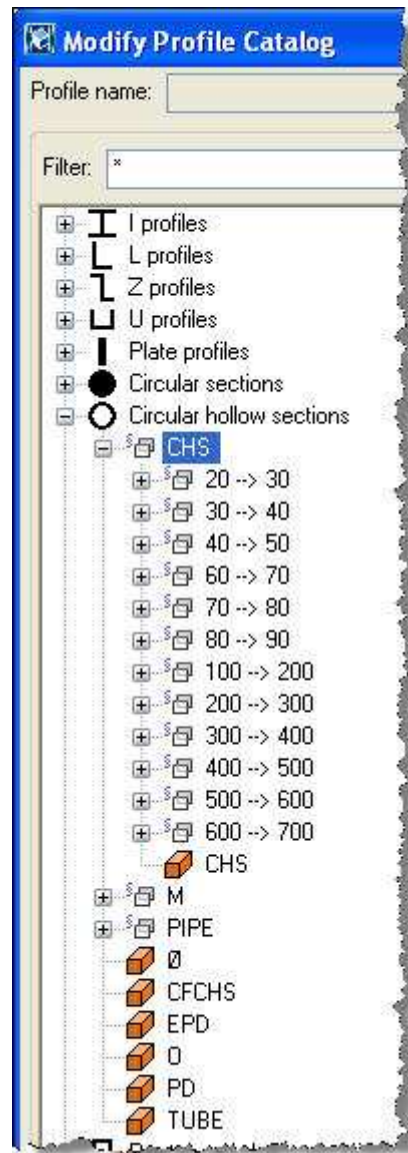 Modify Profile Catalog
Profile name:
Filter: *
I profiles
L profiles
Z profiles
U profiles
Plate profiles
Circular sections
Circular hollow sections
S CHS
S 20 --> 30
S 30 --> 40
S 40 --> 50
S 60 --> 70
S 70 --> 80
S 80 --> 90
S 100 --> 200
S 200 --> 300
S 300 --> 400
S 400 --> 500
S 500 --> 600
S 600 --> 700
CHS
S M
S PIPE
Ø
CFCHS
EPD
O
PD
TUBE